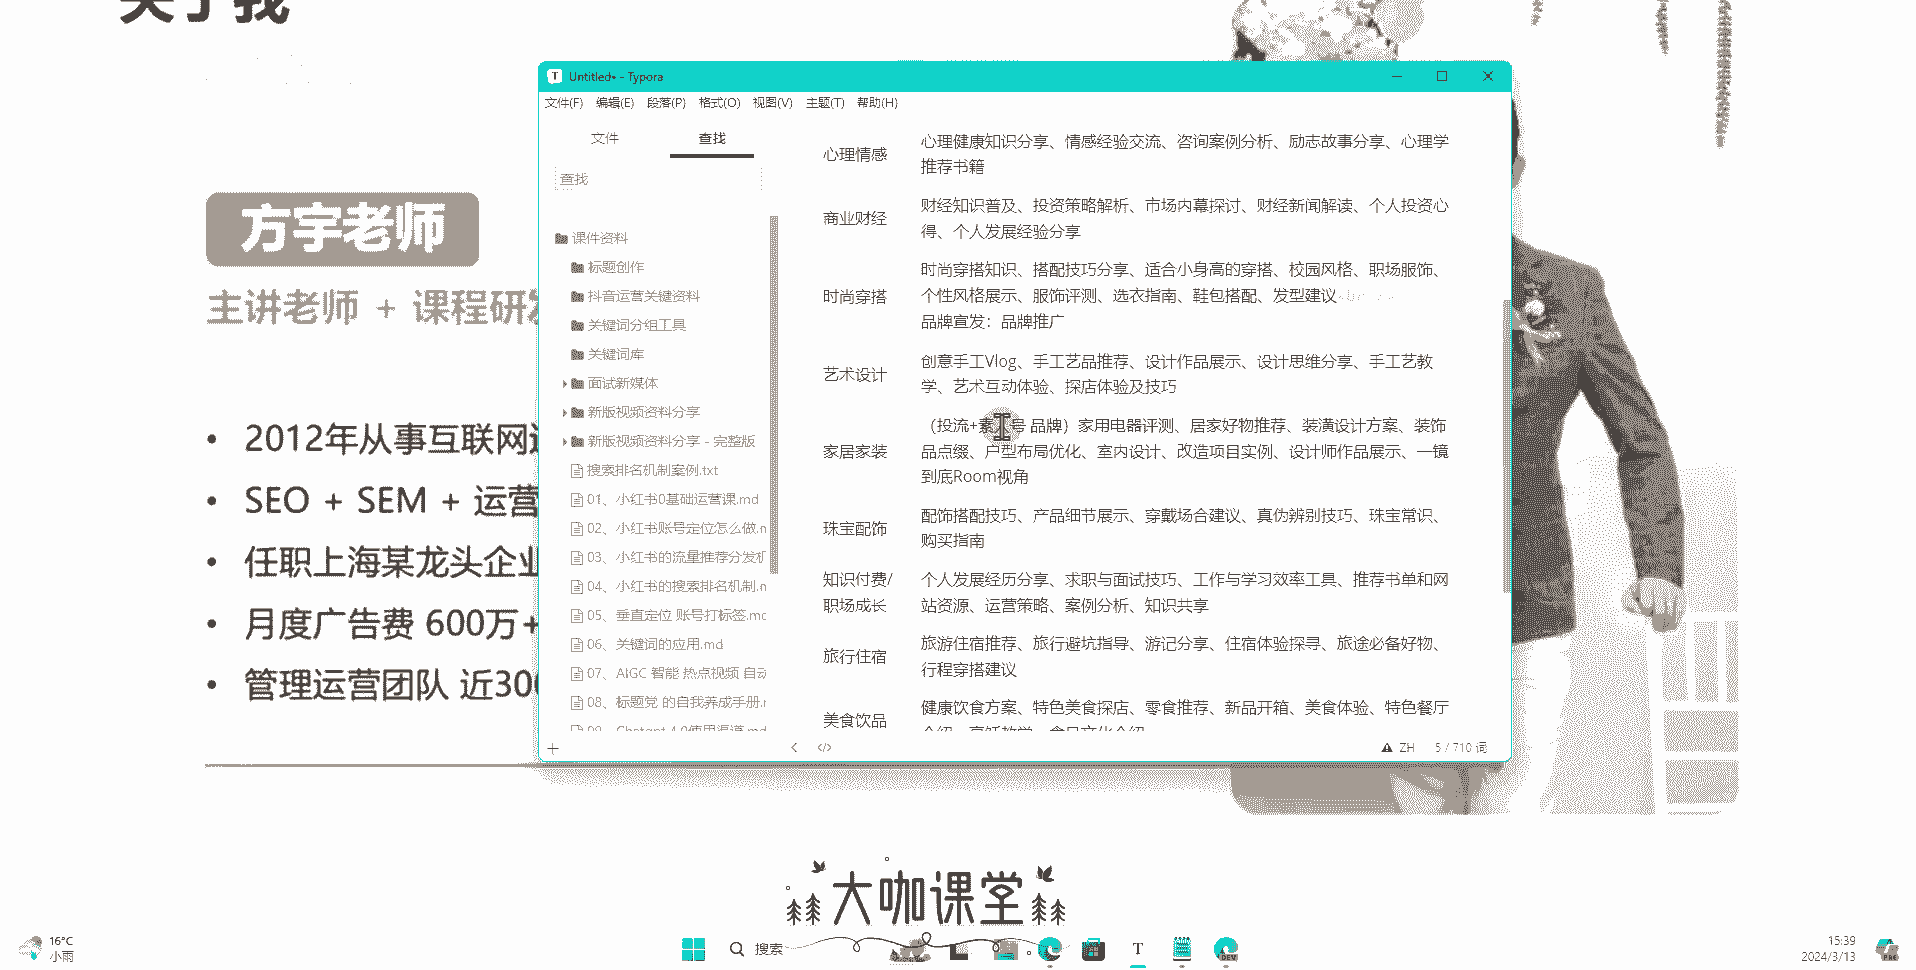 关于我
方宇老师
主讲老师 + 课程研发
2012年从事互联网
SEO + SEM + 运营
任职上海某龙头企业
月度广告费 600万+
管理运营团队 近300
Untitled• - Typora
文件(F) 编辑(E) 段落(P) 格式(O) 视图(V) 主题(T) 帮助(H)
文件 查找
查找
课件资料
标题创作
抖音运营关键资料
关键词分组工具
关键词库
面试新媒体
新版视频资料分享
新版视频资料分享 - 完整版
搜索排名机制案例.txt
01、小红书0基础运营课.md
02、小红书账号定位怎么做.m
03、小红书的流量推荐分发机
04、小红书的搜索排名机制.m
05、垂直定位 账号打标签.md
06、关键词的应用.md
07、AIGC 智能 热点视频 自动
08、标题党 的自我养成手册.m
09、Chatgpt 4.0使用渠道.md
心理情感
心理健康知识分享、情感经验交流、咨询案例分析、励志故事分享、心理学
推荐书籍
商业财经
财经知识普及、投资策略解析、市场内幕探讨、财经新闻解读、个人投资心
得、个人发展经验分享
时尚穿搭
时尚穿搭知识、搭配技巧分享、适合小身高的穿搭、校园风格、职场服饰、
个性风格展示、服饰评测、选衣指南、鞋包搭配、发型建议
品牌宣发：品牌推广
艺术设计
创意手工Vlog、手工艺品推荐、设计作品展示、设计思维分享、手工艺教
学、艺术互动体验、探店体验及技巧
家居家装
（投流+素 号 品牌）家用电器评测、居家好物推荐、装潢设计方案、装饰
品点缀、户型布局优化、室内设计、改造项目实例、设计师作品展示、一镜
到底Room视角
珠宝配饰
配饰搭配技巧、产品细节展示、穿戴场合建议、真伪辨别技巧、珠宝常识、
购买指南
知识付费/
职场成长
个人发展经历分享、求职与面试技巧、工作与学习效率工具、推荐书单和网
站资源、运营策略、案例分析、知识共享
旅行住宿
旅游住宿推荐、旅行避坑指导、游记分享、住宿体验探寻、旅途必备好物、
行程穿搭建议
美食饮品
健康饮食方案、特色美食探店、零食推荐、新品开箱、美食体验、特色餐厅
介绍、烹饪教学、食品文化介绍
ZH 5 / 710 词
大咖课堂
16°C
小雨
搜索
15:39
2024/3/13